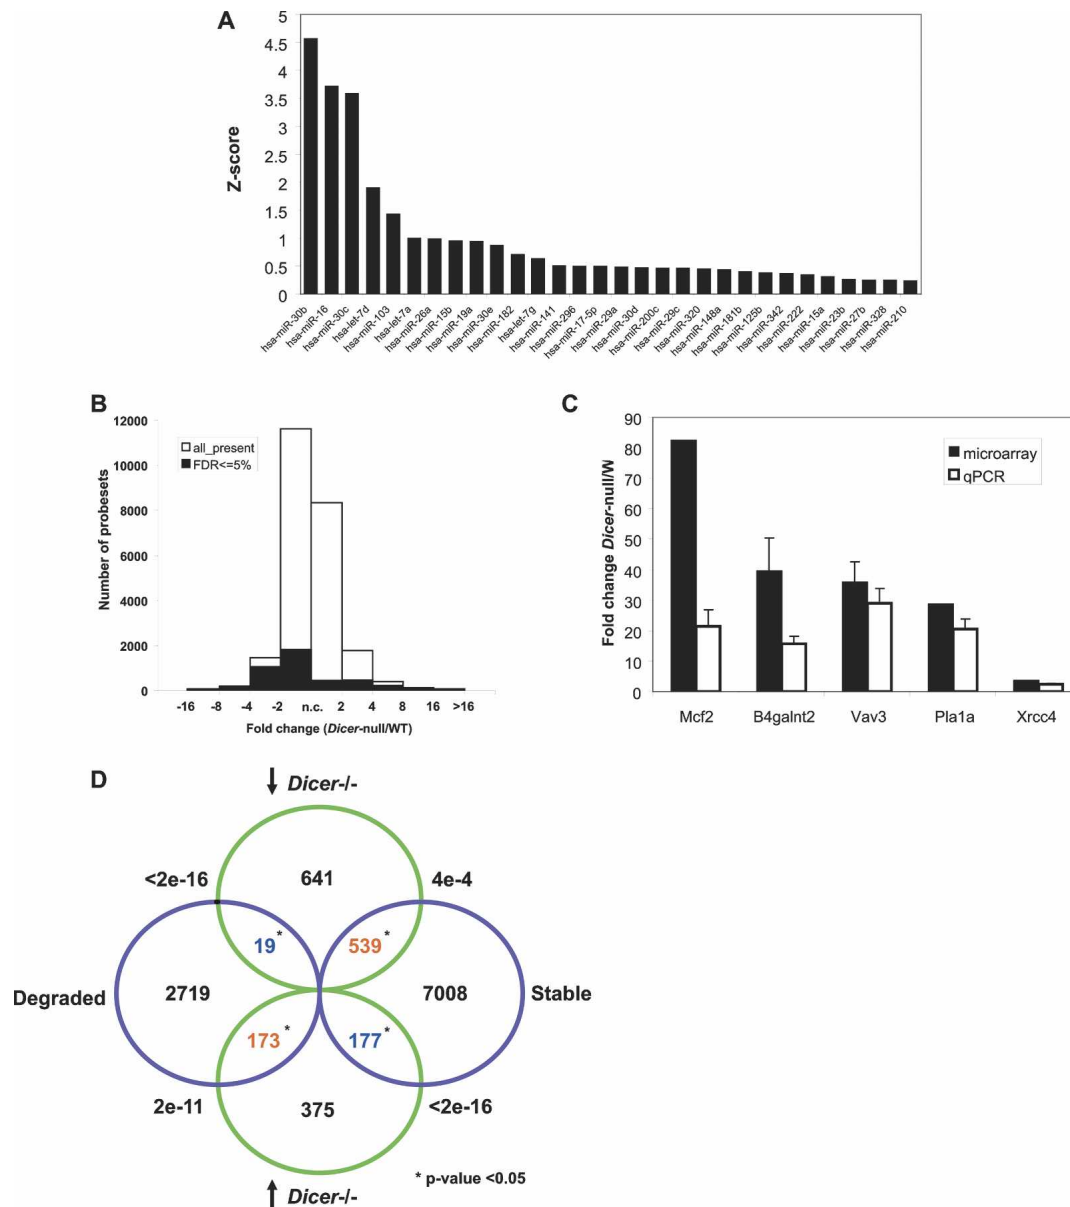 A
5
4.5
4
3.5
3
2.5
2
1.5
1
0.5
0
Z-score
hsa-miR-30b
hsa-miR-16
hsa-miR-30c
hsa-let-7d
hsa-miR-103
hsa-let-7a
hsa-miR-26a
hsa-miR-15b
hsa-miR-19a
hsa-miR-30e
hsa-miR-182
hsa-let-7g
hsa-miR-141
hsa-miR-296
hsa-miR-17-5p
hsa-miR-29a
hsa-miR-30d
hsa-miR-200c
hsa-miR-29c
hsa-miR-320
hsa-miR-148a
hsa-miR-181b
hsa-miR-125b
hsa-miR-342
hsa-miR-222
hsa-miR-15a
hsa-miR-23b
hsa-miR-27b
hsa-miR-328
hsa-miR-210
B
12000
10000
8000
6000
4000
2000
0
Number of probesets
all_present
FDR<=5%
-16 -8 -4 -2 n.c. 2 4 8 16 >16
Fold change (Dicer-null/WT)
C
90
80
70
60
50
40
30
20
10
0
Fold change Dicer-null/W
microarray
qPCR
Mcf2 B4galnt2 Vav3 Pla1a Xrcc4
D
↓ Dicer-/-
<2e-16 641 4e-4
19* 539*
Degraded 2719 7008 Stable
173* 177*
2e-11 375 <2e-16
* p-value <0.05
↑ Dicer-/-